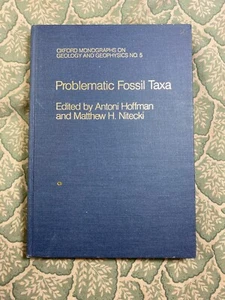 OXFORD MONOGRAPHS ON
GEOLOGY AND GEOPHYSICS NO. 5
Problematic Fossil Taxa
Edited by Antoni Hoffman
and Matthew H. Nitecki